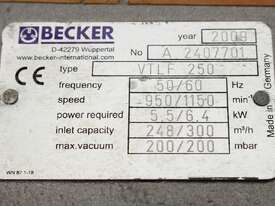 BECKER
D-42279 Wuppertal
www.becker-international.com
year 2009
No A 2407701
type VTLF 250
frequency 50/60 Hz
speed 950/1150 min⁻¹
power required 5,5/6,4 kW
inlet capacity 248/300 m³/h
max.vacuum 200/200 mbar
Made in Germany